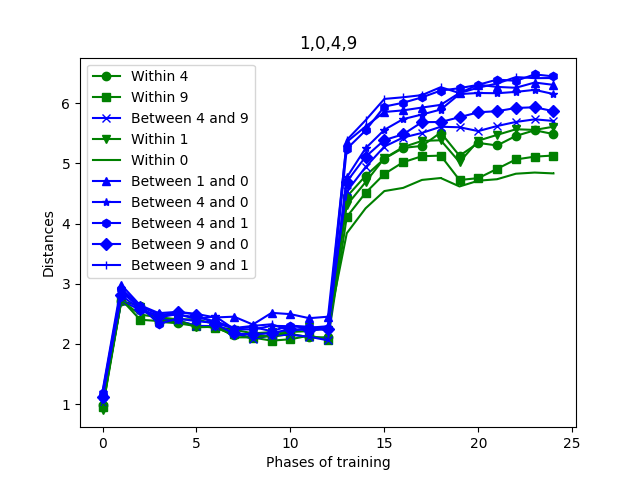 1,0,4,9
Within 4
Within 9
Between 4 and 9
Within 1
Within 0
Between 1 and 0
Between 4 and 0
Between 4 and 1
Between 9 and 0
Between 9 and 1
6
5
4
3
2
1
Distances
0 5 10 15 20 25
Phases of training